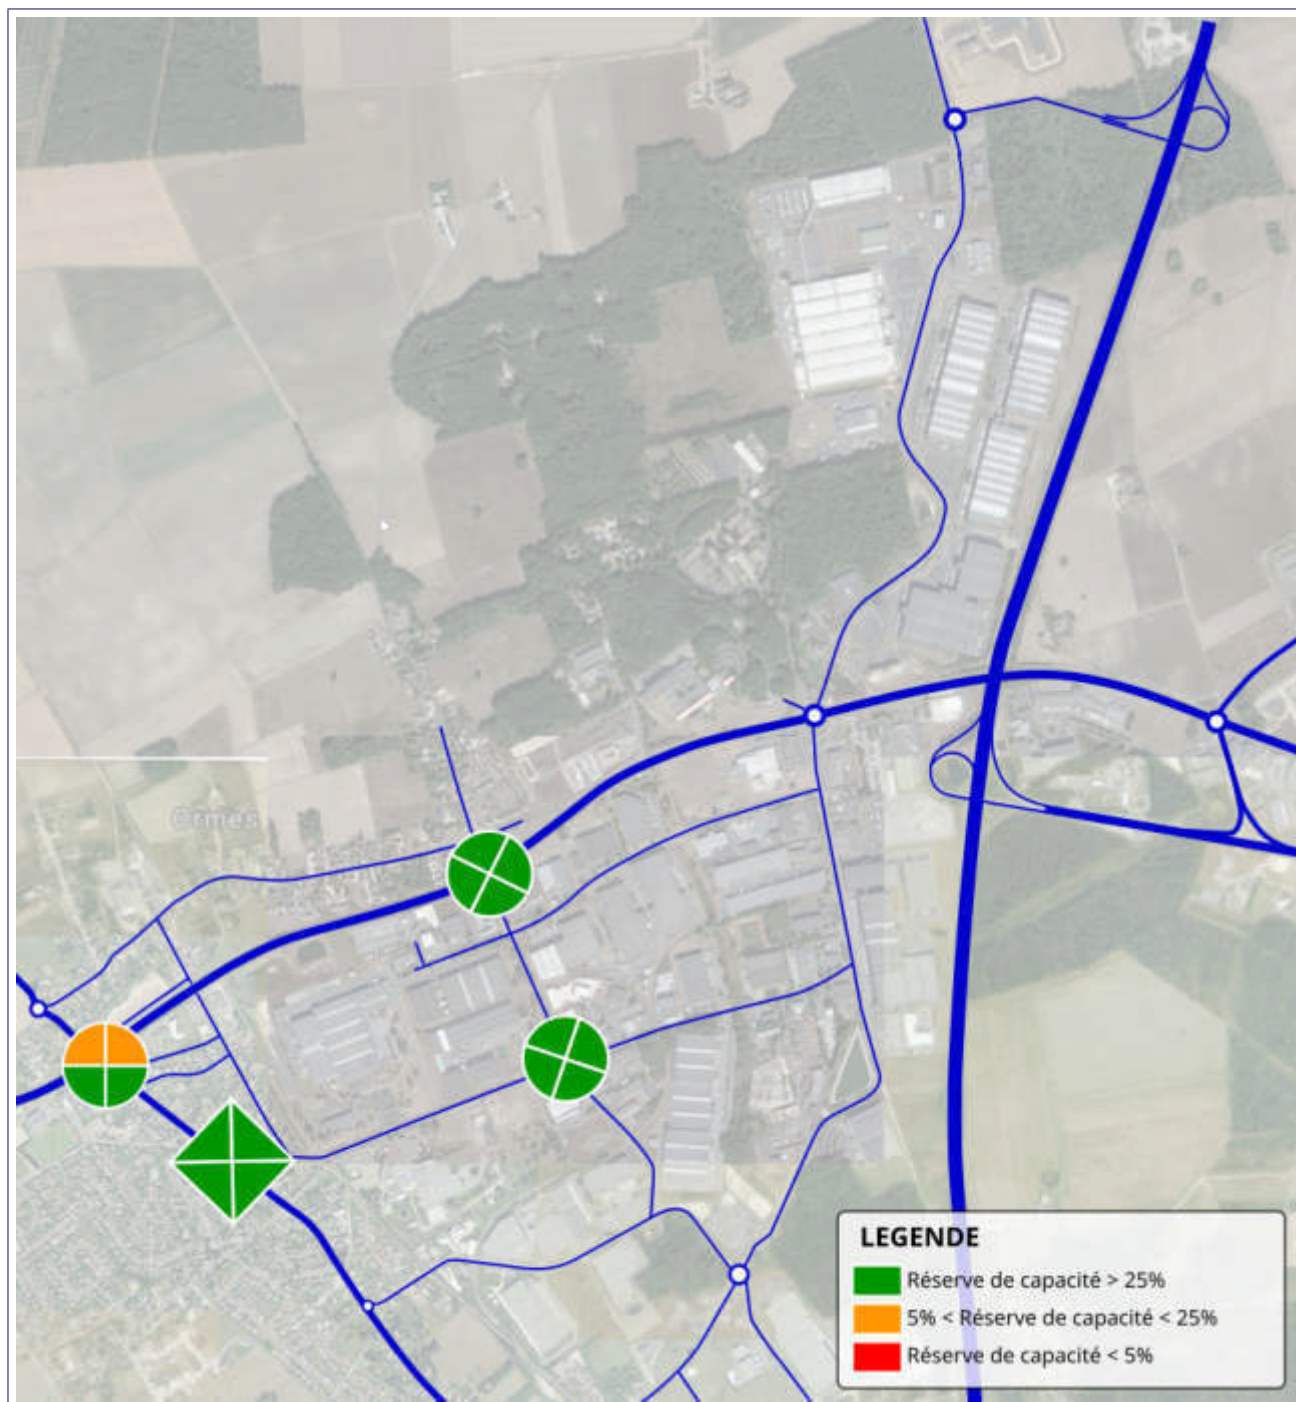 Ormes
LEGENDE
Réserve de capacité > 25%
5% < Réserve de capacité < 25%
Réserve de capacité < 5%